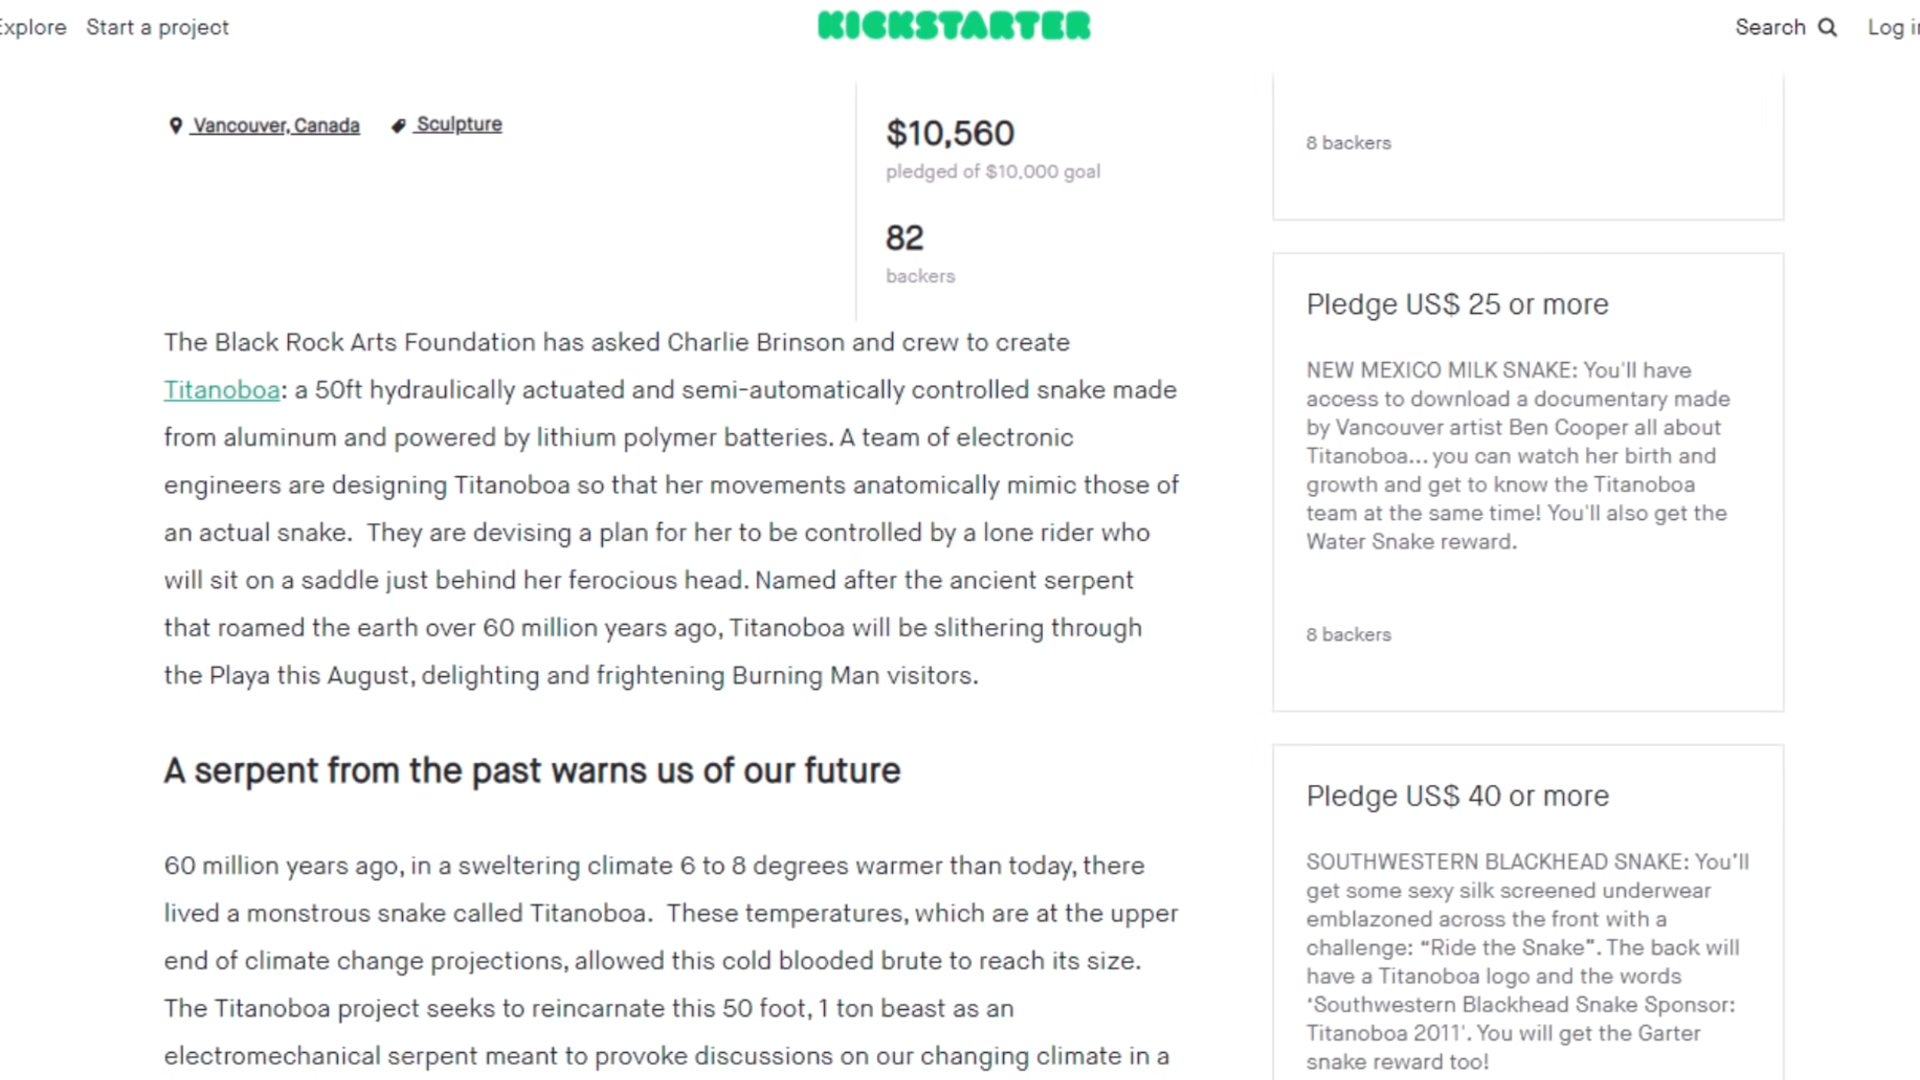 Explore Start a project KICKSTARTER Search Log in
Vancouver, Canada Sculpture
$10,560
pledged of $10,000 goal
82
backers
The Black Rock Arts Foundation has asked Charlie Brinson and crew to create
Titanoboa: a 50ft hydraulically actuated and semi-automatically controlled snake made
from aluminum and powered by lithium polymer batteries. A team of electronic
engineers are designing Titanoboa so that her movements anatomically mimic those of
an actual snake.  They are devising a plan for her to be controlled by a lone rider who
will sit on a saddle just behind her ferocious head. Named after the ancient serpent
that roamed the earth over 60 million years ago, Titanoboa will be slithering through
the Playa this August, delighting and frightening Burning Man visitors.
A serpent from the past warns us of our future
60 million years ago, in a sweltering climate 6 to 8 degrees warmer than today, there
lived a monstrous snake called Titanoboa.  These temperatures, which are at the upper
end of climate change projections, allowed this cold blooded brute to reach its size.
The Titanoboa project seeks to reincarnate this 50 foot, 1 ton beast as an
electromechanical serpent meant to provoke discussions on our changing climate in a
8 backers
Pledge US$ 25 or more
NEW MEXICO MILK SNAKE: You'll have
access to download a documentary made
by Vancouver artist Ben Cooper all about
Titanoboa... you can watch her birth and
growth and get to know the Titanoboa
team at the same time! You'll also get the
Water Snake reward.
8 backers
Pledge US$ 40 or more
SOUTHWESTERN BLACKHEAD SNAKE: You'll
get some sexy silk screened underwear
emblazoned across the front with a
challenge: “Ride the Snake”. The back will
have a Titanoboa logo and the words
‘Southwestern Blackhead Snake Sponsor:
Titanoboa 2011'. You will get the Garter
snake reward too!